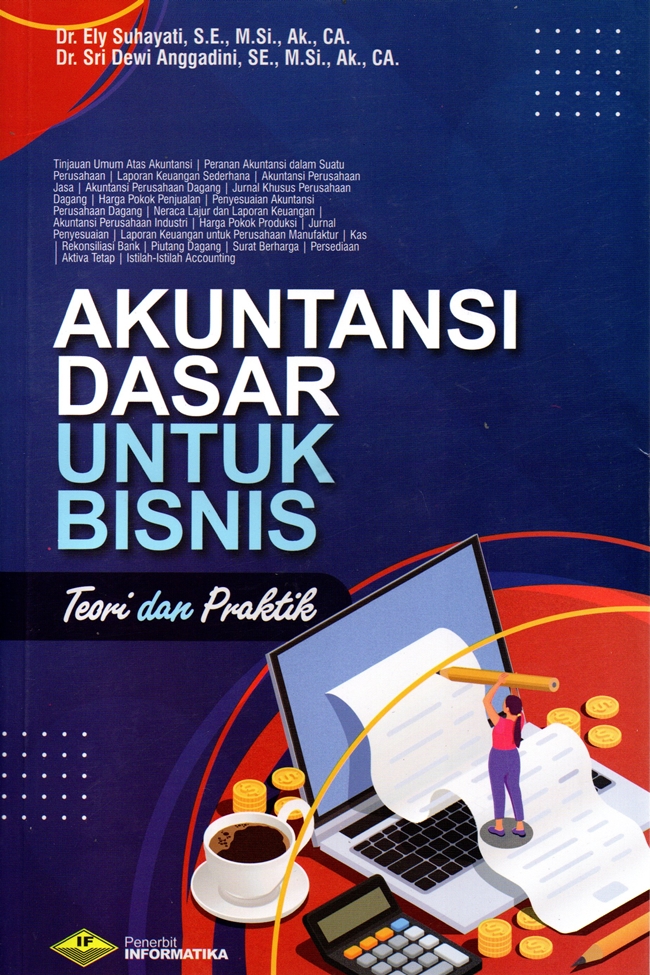 Dr. Ely Suhayati, S.E., M.Si., Ak., CA.
Dr. Sri Dewi Anggadini, SE., M.Si., Ak., CA.
Tinjauan Umum Atas Akuntansi | Peranan Akuntansi dalam Suatu
Perusahaan | Laporan Keuangan Sederhana | Akuntansi Perusahaan
Jasa | Akuntansi Perusahaan Dagang | Jurnal Khusus Perusahaan
Dagang | Harga Pokok Penjualan | Penyesuaian Akuntansi
Perusahaan Dagang | Neraca Lajur dan Laporan Keuangan |
Akuntansi Perusahaan Industri | Harga Pokok Produksi | Jurnal
Penyesuaian | Laporan Keuangan untuk Perusahaan Manufaktur | Kas
| Rekonsiliasi Bank | Piutang Dagang | Surat Berharga | Persediaan
| Aktiva Tetap | Istilah-Istilah Accounting
AKUNTANSI
DASAR
UNTUK
BISNIS
Teori dan Praktik
IF
Penerbit
INFORMATIKA